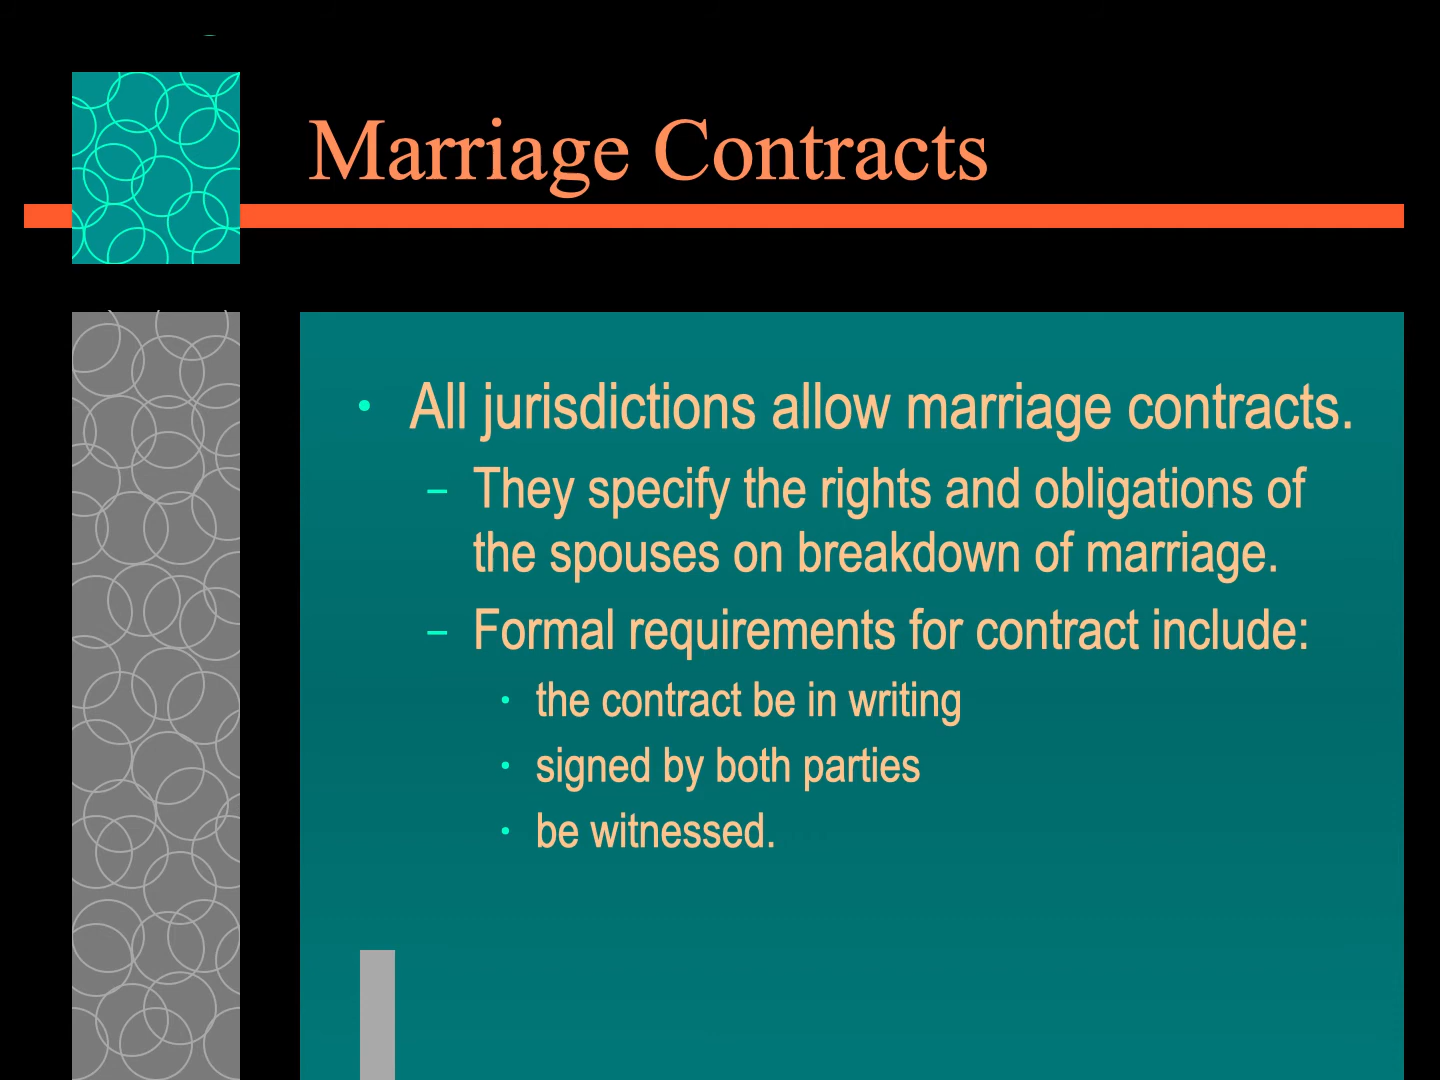 Marriage Contracts
• All jurisdictions allow marriage contracts.
– They specify the rights and obligations of
the spouses on breakdown of marriage.
– Formal requirements for contract include:
• the contract be in writing
• signed by both parties
• be witnessed.